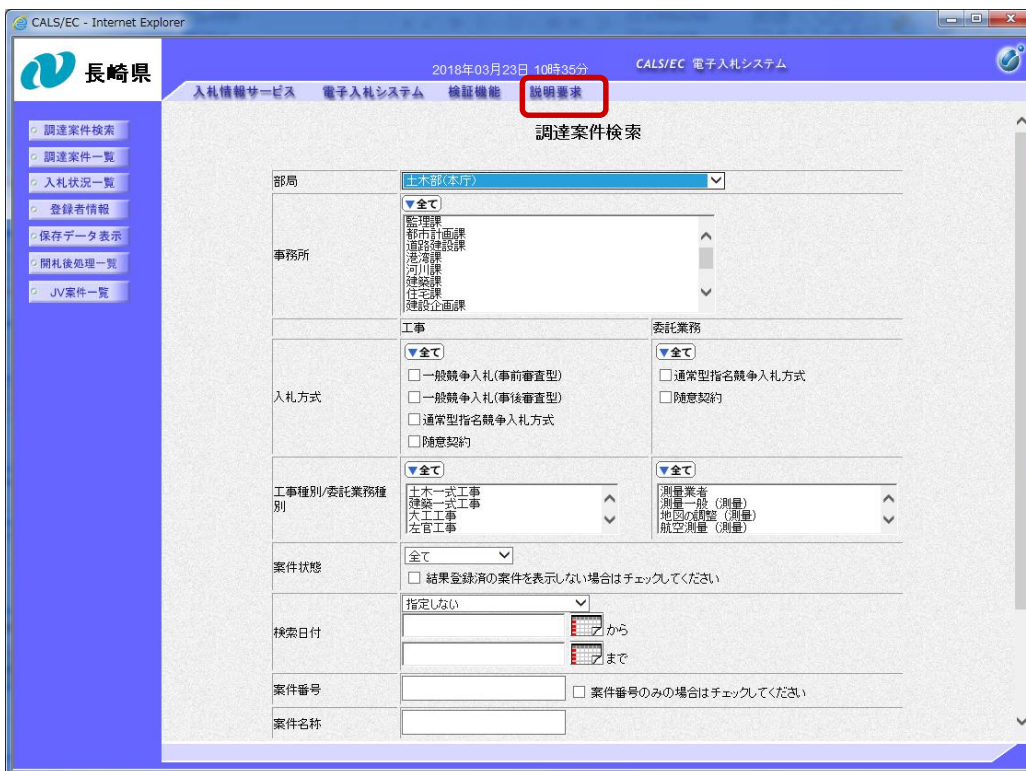 CALS/EC - Internet Explorer
長崎県
2018年03月23日 10時35分
CALS/EC 電子入札システム
入札情報サービス 電子入札システム 検証機能 説明要求
調達案件検索
調達案件一覧
入札状況一覧
登録者情報
保存データ表示
開札後処理一覧
JV案件一覧
調達案件検索
部局
土木部(本庁)
事務所
▼全て
監理課
都市計画課
道路建設課
港湾課
河川課
建築課
住宅課
建設企画課
工事 委託業務
入札方式
▼全て
□一般競争入札(事前審査型)
□一般競争入札(事後審査型)
□通常型指名競争入札方式
□随意契約
▼全て
□通常型指名競争入札方式
□随意契約
工事種別/委託業務種別
▼全て
土木一式工事
建築一式工事
大工工事
左官工事
▼全て
測量業者
測量一般（測量）
地図の調整（測量）
航空測量（測量）
案件状態
全て
□ 結果登録済の案件を表示しない場合はチェックしてください
検索日付
指定しない
から
まで
案件番号
□ 案件番号のみの場合はチェックしてください
案件名称